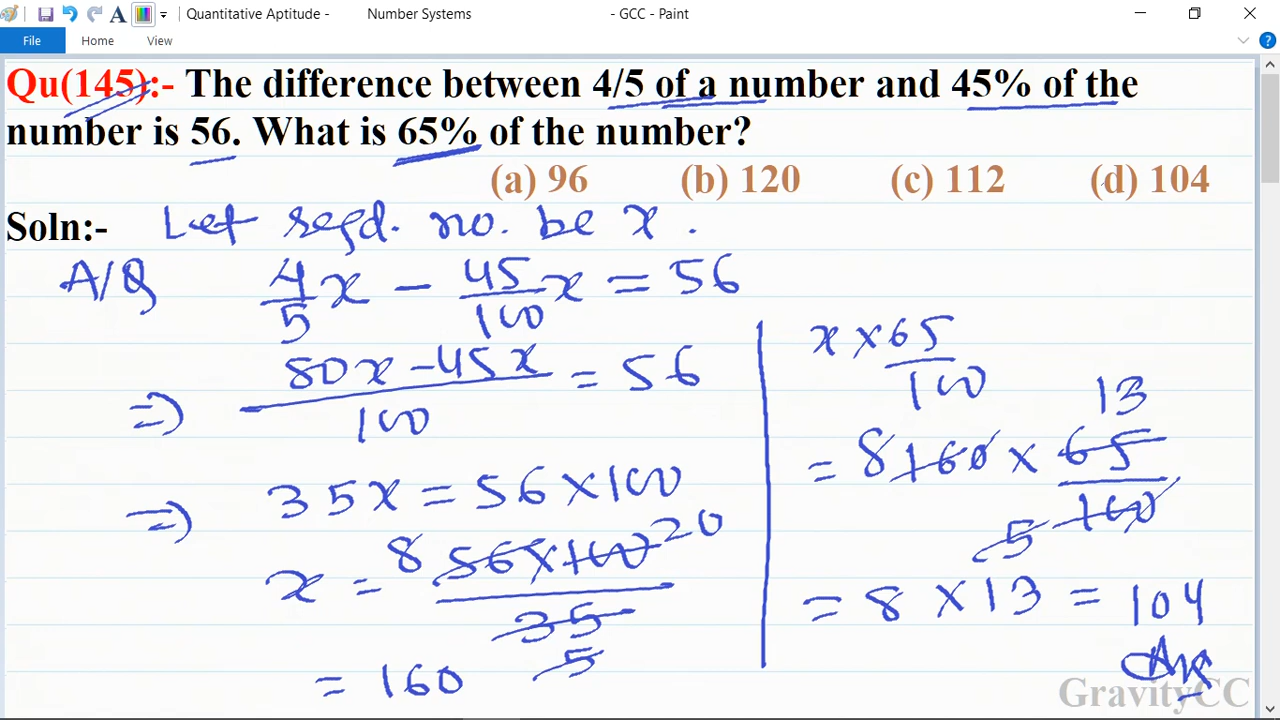 Quantitative Aptitude - Number Systems - GCC - Paint
File Home View
Qu(145):- The difference between 4/5 of a number and 45% of the
number is 56. What is 65% of the number?
(a) 96 (b) 120 (c) 112 (d) 104
Soln:- Let reqd. no. be x.
A/Q 4/5 x - 45/100 x = 56
=> 80x - 45x / 100 = 56
=> 35x = 56 × 100
x = 8 56 × 100 20 / 35 5
= 160
x × 65/100
= 8 160 × 65 13 / 100 5
= 8 × 13 = 104
Ans
GravityCC